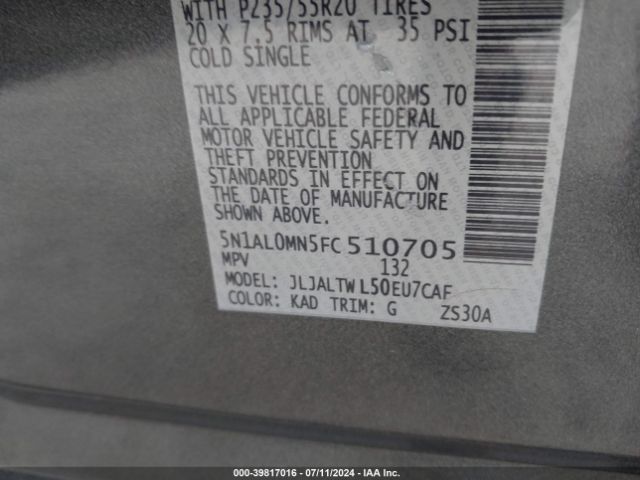 WITH P235/55R20 TIRES
20 X 7.5 RIMS AT 35 PSI
COLD SINGLE
THIS VEHICLE CONFORMS TO
ALL APPLICABLE FEDERAL
MOTOR VEHICLE SAFETY AND
THEFT PREVENTION
STANDARDS IN EFFECT ON
THE DATE OF MANUFACTURE
SHOWN ABOVE.
5N1AL0MN5FC510705
MPV 132
MODEL: JLJALTWL50EU7CAF
COLOR: KAD TRIM: G ZS30A
000-39817016 - 07/11/2024 - IAA Inc.